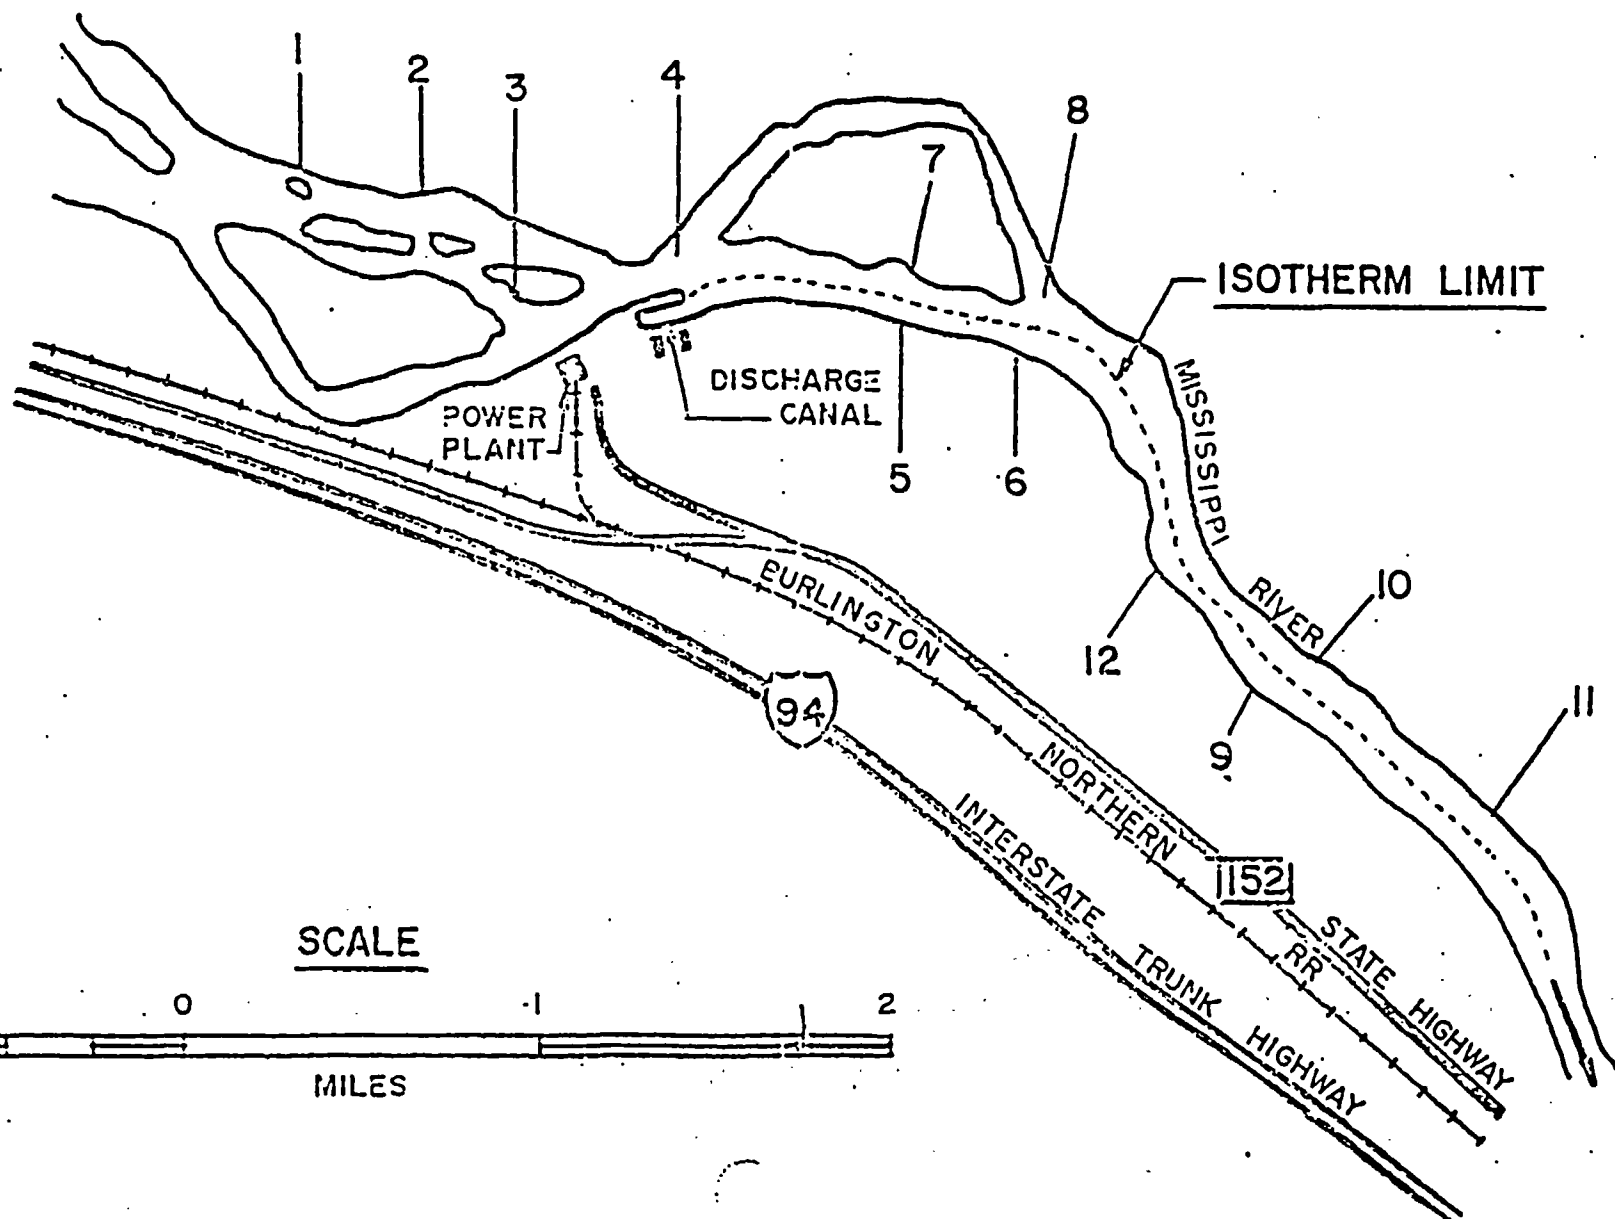 1
2
3
4
8
7
ISOTHERM LIMIT
MISSISSIPPI
RIVER
DISCHARGE
CANAL
POWER
PLANT
5
6
10
12
11
9
BURLINGTON
NORTHERN
RR
94
INTERSTATE
TRUNK
HIGHWAY
152
STATE
HIGHWAY
SCALE
0
1
2
MILES